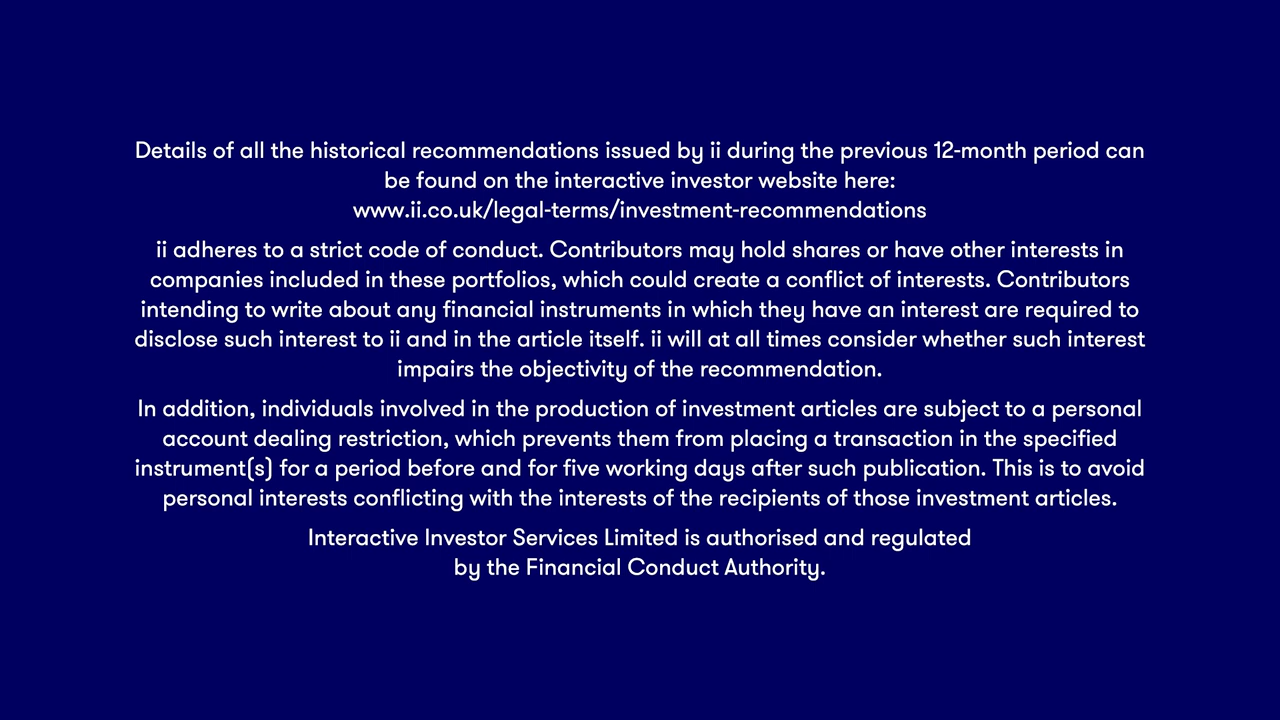 Details of all the historical recommendations issued by ii during the previous 12-month period can
be found on the interactive investor website here:
www.ii.co.uk/legal-terms/investment-recommendations
ii adheres to a strict code of conduct. Contributors may hold shares or have other interests in
companies included in these portfolios, which could create a conflict of interests. Contributors
intending to write about any financial instruments in which they have an interest are required to
disclose such interest to ii and in the article itself. ii will at all times consider whether such interest
impairs the objectivity of the recommendation.
In addition, individuals involved in the production of investment articles are subject to a personal
account dealing restriction, which prevents them from placing a transaction in the specified
instrument(s) for a period before and for five working days after such publication. This is to avoid
personal interests conflicting with the interests of the recipients of those investment articles.
Interactive Investor Services Limited is authorised and regulated
by the Financial Conduct Authority.